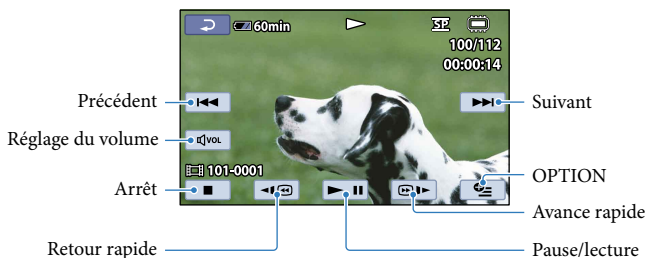 60min
SP
100/112
00:00:14
Précédent
Suivant
VOL
Réglage du volume
101-0001
Arrêt
OPTION
Avance rapide
Retour rapide
Pause/lecture